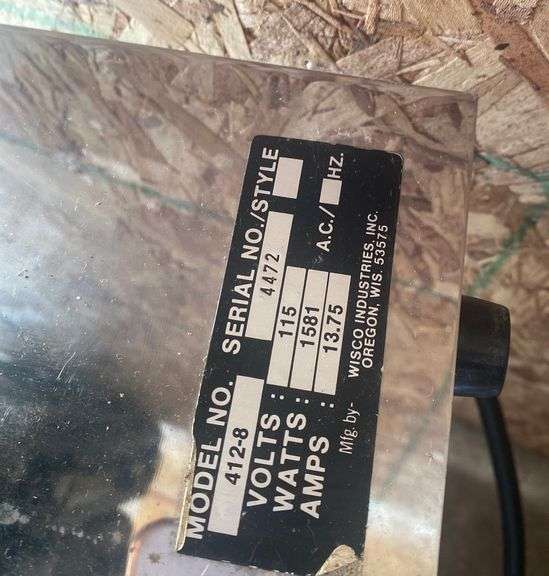 MODEL NO. SERIAL NO./STYLE
412-8 4472
VOLTS : 115
WATTS : 1581 A.C./ HZ.
AMPS : 13.75
Mfg. by- WISCO INDUSTRIES, INC.
OREGON, WIS. 53575